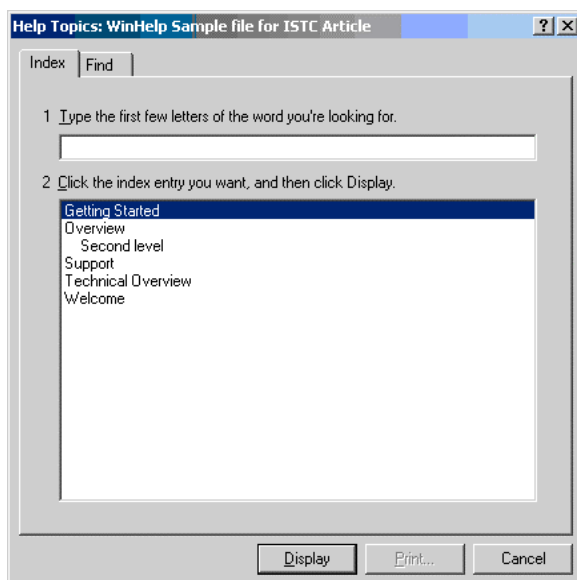 Help Topics: WinHelp Sample file for ISTC Article
Index Find
1 Type the first few letters of the word you're looking for.
2 Click the index entry you want, and then click Display.
Getting Started
Overview
Second level
Support
Technical Overview
Welcome
Display Print... Cancel